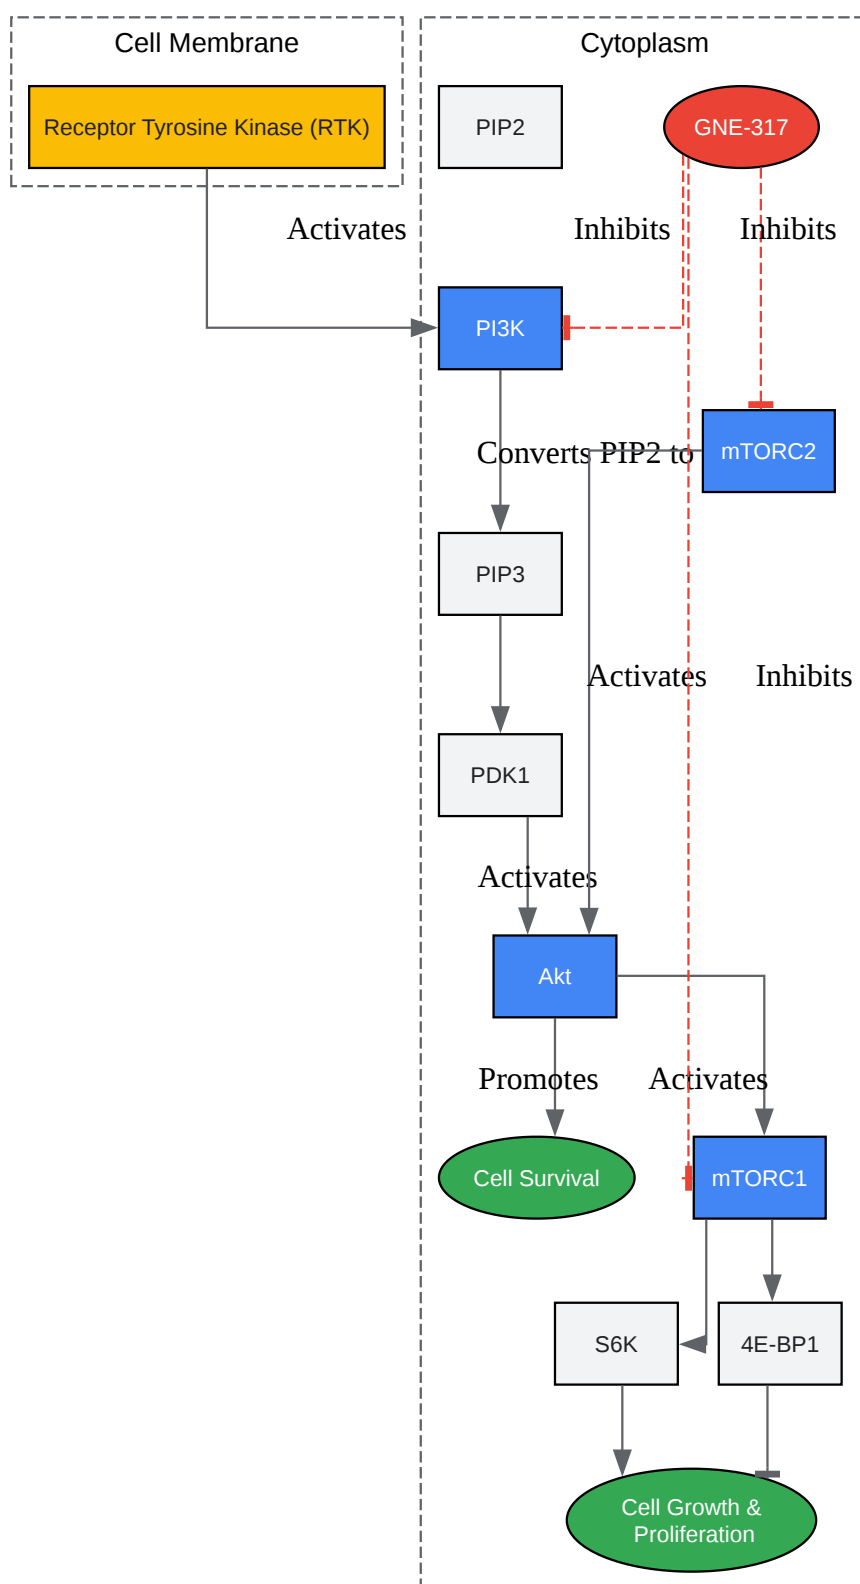 Cell Membrane
Cytoplasm
Receptor Tyrosine Kinase (RTK)
PIP2
GNE-317
Activates
Inhibits
Inhibits
PI3K
Converts PIP2 to
mTORC2
PIP3
Activates
Inhibits
PDK1
Activates
Akt
Promotes
Activates
Cell Survival
mTORC1
S6K
4E-BP1
Cell Growth &
Proliferation